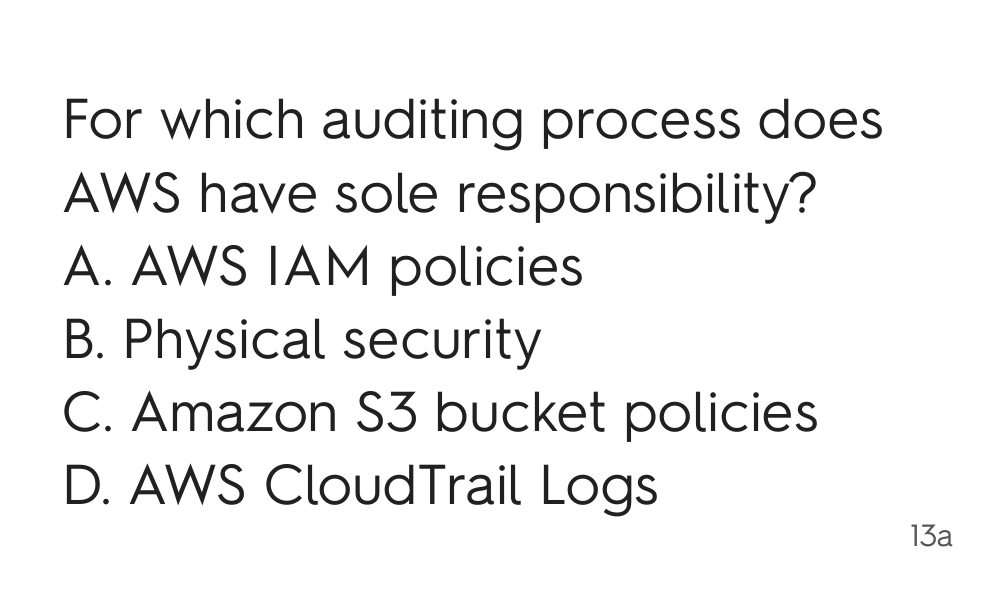 For which auditing process does
AWS have sole responsibility?
A. AWS IAM policies
B. Physical security
C. Amazon S3 bucket policies
D. AWS CloudTrail Logs
13a